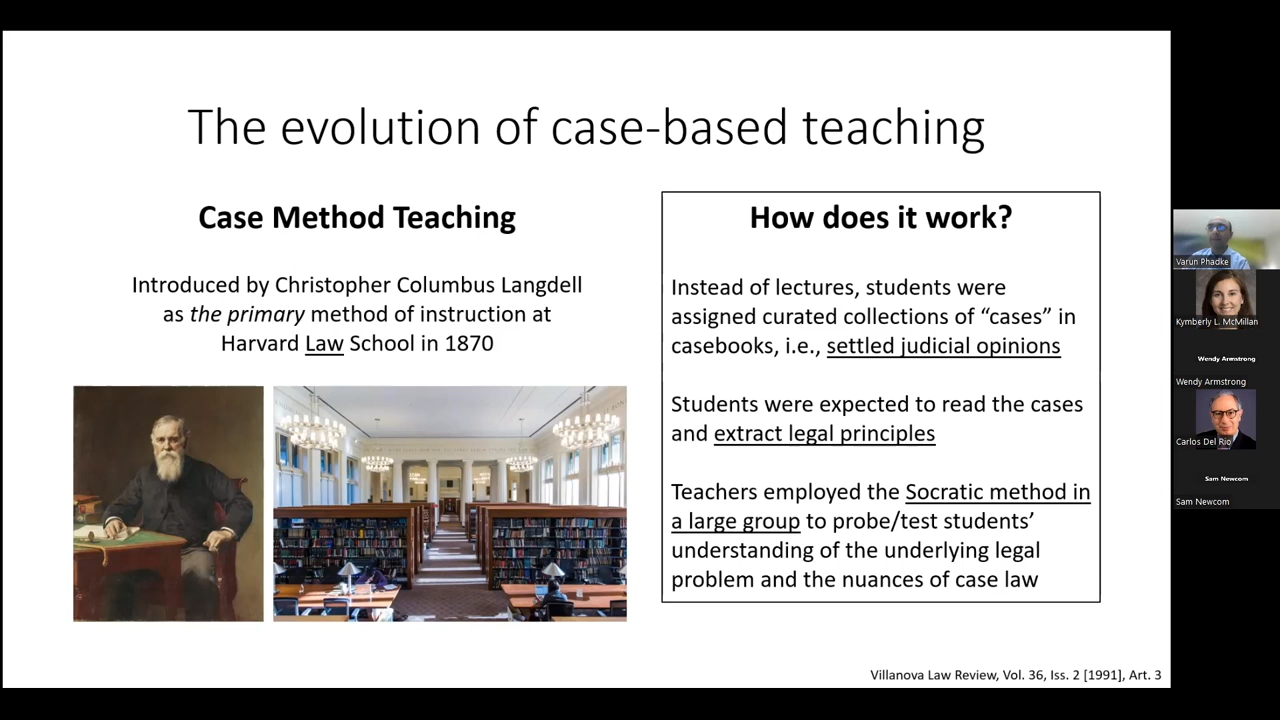 The evolution of case-based teaching
Case Method Teaching
Introduced by Christopher Columbus Langdell
as the primary method of instruction at
Harvard Law School in 1870
How does it work?
Instead of lectures, students were
assigned curated collections of “cases” in
casebooks, i.e., settled judicial opinions
Students were expected to read the cases
and extract legal principles
Teachers employed the Socratic method in
a large group to probe/test students’
understanding of the underlying legal
problem and the nuances of case law
Villanova Law Review, Vol. 36, Iss. 2 [1991], Art. 3
Varun Phadke
Kymberly L. McMillan
Wendy Armstrong
Wendy Armstrong
Carlos Del Rio
Sam Newcom
Sam Newcom